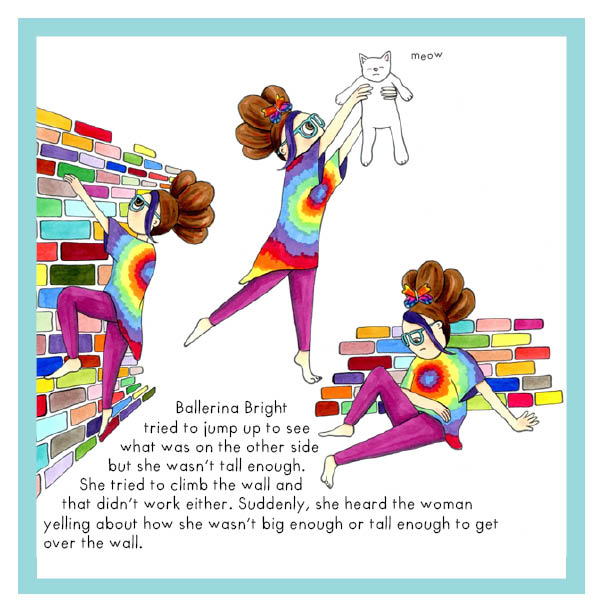 meow
Ballerina Bright
tried to jump up to see
what was on the other side
but she wasn't tall enough.
She tried to climb the wall and
that didn't work either. Suddenly, she heard the woman
yelling about how she wasn't big enough or tall enough to get
over the wall.